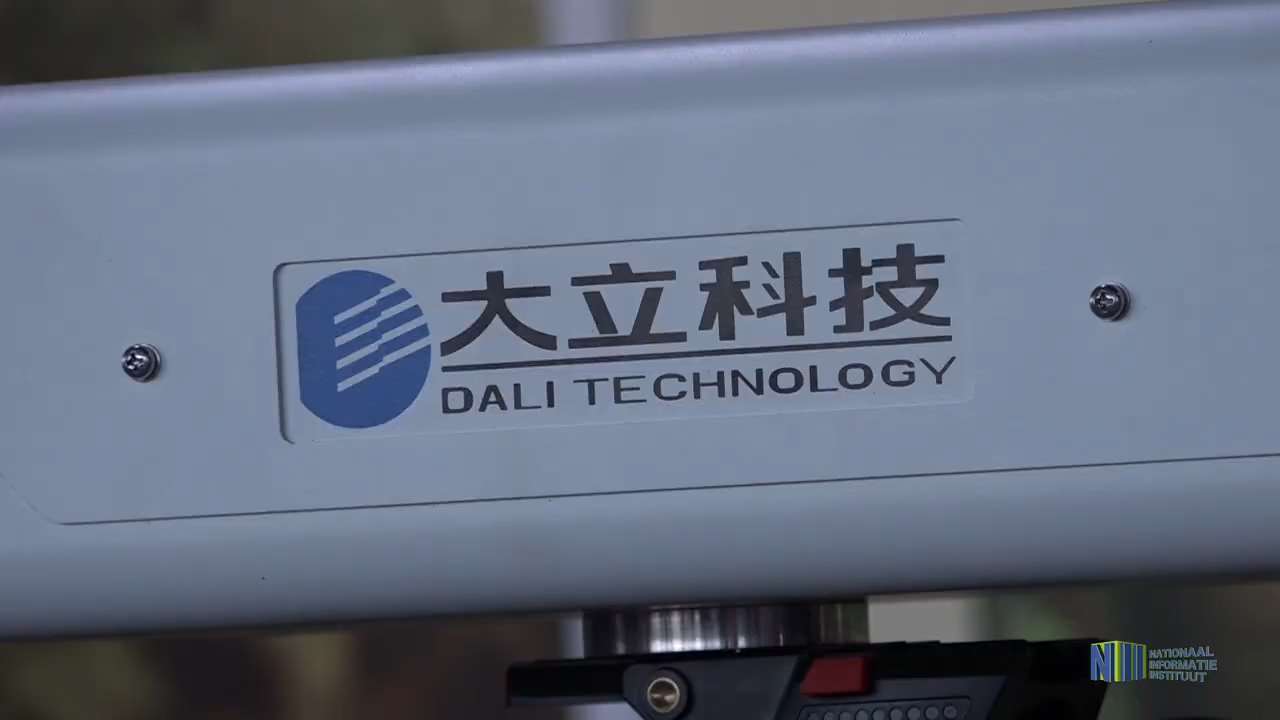 大立科技
DALI TECHNOLOGY
NATIONAAL
INFORMATIE
INSTITUUT